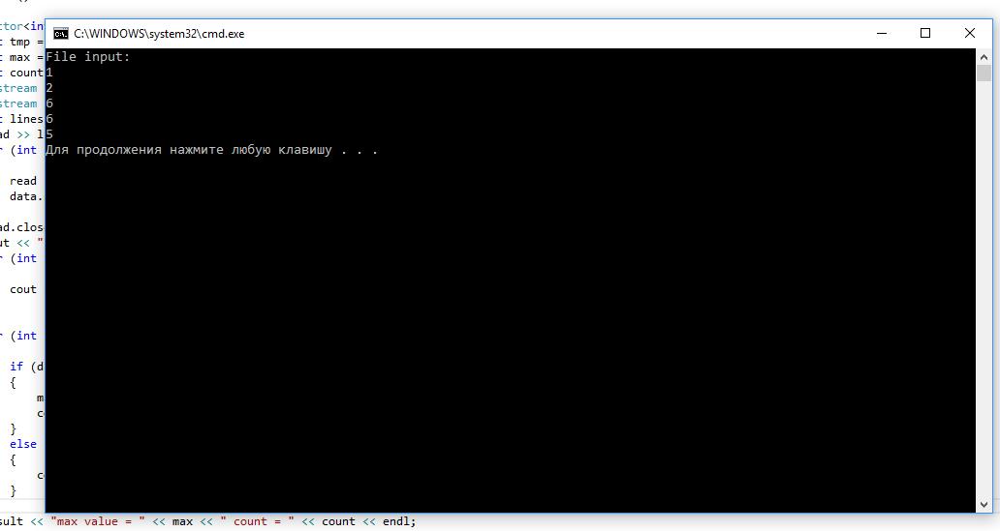 C:\WINDOWS\system32\cmd.exe
File input:
1
2
6
6
5
Для продолжения нажмите любую клавишу . . .
ctor<in
t tmp =
t max =
t count
stream
stream
t lines
ad >> l
r (int
read
data.
ad.clos
ut << "
r (int
cout
r (int
if (d
{
m
c
}
else
{
c
}
sult << "max value = " << max << " count = " << count << endl;